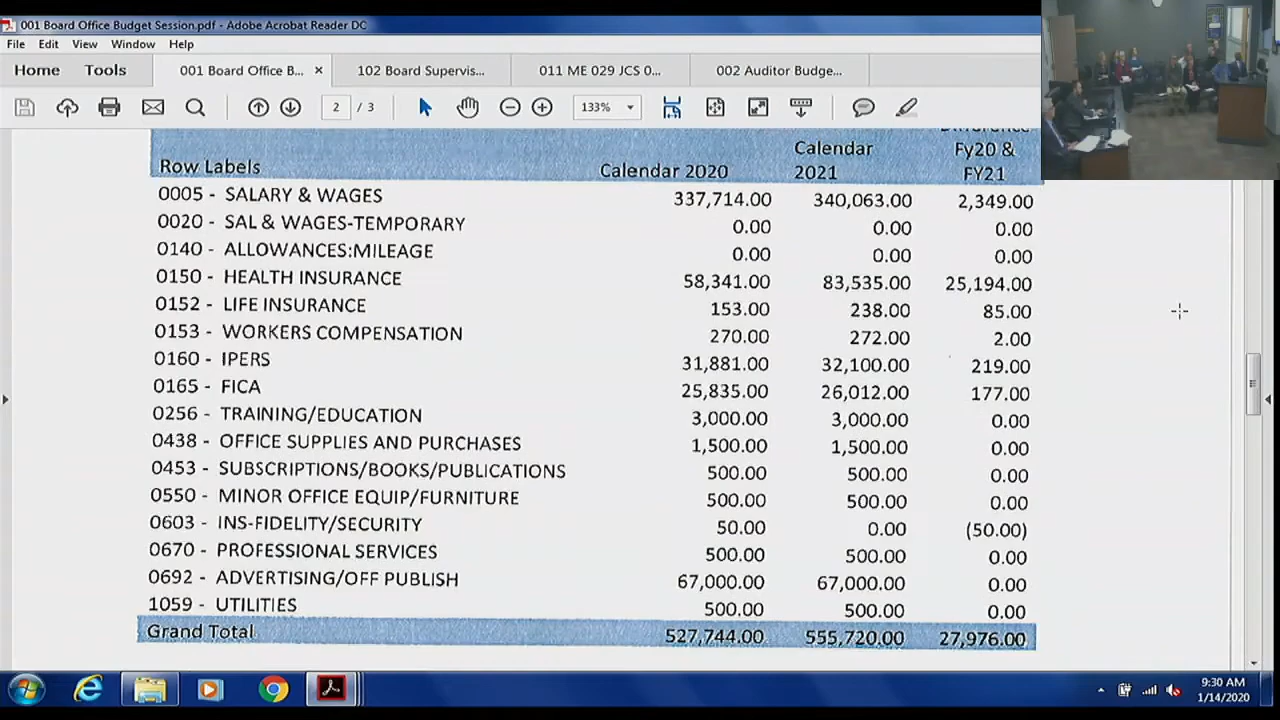 001 Board Office Budget Session.pdf - Adobe Acrobat Reader DC
File Edit View Window Help
Home Tools 001 Board Office B... × 102 Board Supervis... 011 ME 029 JCS 0... 002 Auditor Budge...
2 / 3 133%
Difference
Row Labels Calendar 2020 Calendar 2021 Fy20 & FY21
0005 - SALARY & WAGES 337,714.00 340,063.00 2,349.00
0020 - SAL & WAGES-TEMPORARY 0.00 0.00 0.00
0140 - ALLOWANCES:MILEAGE 0.00 0.00 0.00
0150 - HEALTH INSURANCE 58,341.00 83,535.00 25,194.00
0152 - LIFE INSURANCE 153.00 238.00 85.00
0153 - WORKERS COMPENSATION 270.00 272.00 2.00
0160 - IPERS 31,881.00 32,100.00 219.00
0165 - FICA 25,835.00 26,012.00 177.00
0256 - TRAINING/EDUCATION 3,000.00 3,000.00 0.00
0438 - OFFICE SUPPLIES AND PURCHASES 1,500.00 1,500.00 0.00
0453 - SUBSCRIPTIONS/BOOKS/PUBLICATIONS 500.00 500.00 0.00
0550 - MINOR OFFICE EQUIP/FURNITURE 500.00 500.00 0.00
0603 - INS-FIDELITY/SECURITY 50.00 0.00 (50.00)
0670 - PROFESSIONAL SERVICES 500.00 500.00 0.00
0692 - ADVERTISING/OFF PUBLISH 67,000.00 67,000.00 0.00
1059 - UTILITIES 500.00 500.00 0.00
Grand Total 527,744.00 555,720.00 27,976.00
9:30 AM
1/14/2020